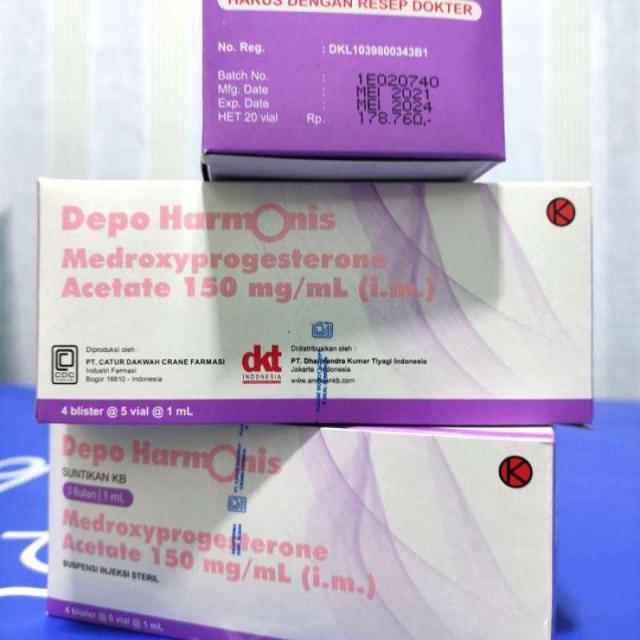 HARUS DENGAN RESEP DOKTER
No. Reg. : DKL1039800343B1
Batch No. : 1E020740
Mfg. Date : MEI 2021
Exp. Date : MEI 2024
HET 20 vial Rp. 178.760,-
Depo Harmonis
K
Medroxyprogesterone
Acetate 150 mg/mL (i.m.)
Diproduksi oleh :
PT. CATUR DAKWAH CRANE FARMASI
Industri Farmasi
Bogor 16810 - Indonesia
CDC
dkt
INDONESIA
Didistribusikan oleh :
PT. Dharmendra Kumar Tyagi Indonesia
Jakarta - Indonesia
4 blister @ 5 vial @ 1 mL
Depo Harmonis
K
SUNTIKAN KB
3 Bulan | 1 mL
Medroxyprogesterone
Acetate 150 mg/mL (i.m.)
SUSPENSI INJEKSI STERIL
4 blister @ 5 vial @ 1 mL